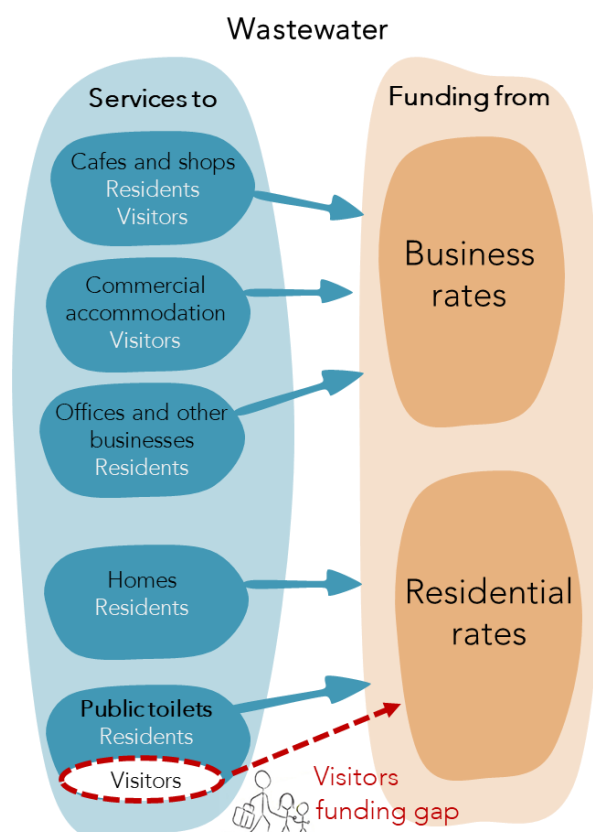 Wastewater
Services to
Cafes and shops
Residents
Visitors
Commercial
accommodation
Visitors
Offices and other
businesses
Residents
Homes
Residents
Public toilets
Residents
Visitors
Funding from
Business
rates
Residential
rates
Visitors
funding gap